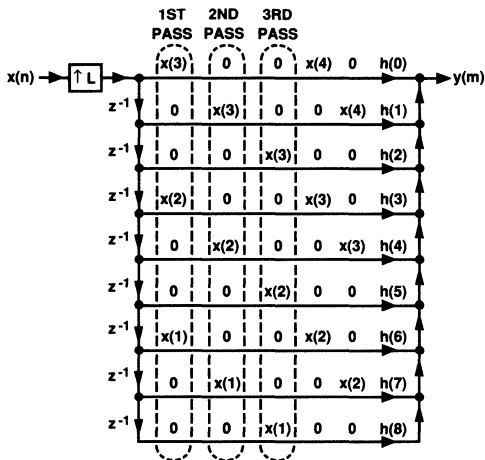 1ST 2ND 3RD
PASS PASS PASS
x(3) 0 0 x(4) 0 h(0)
x(n) ↑ L y(m)
z⁻¹ 0 x(3) 0 0 x(4) h(1)
z⁻¹ 0 0 x(3) 0 0 h(2)
z⁻¹ x(2) 0 0 x(3) 0 h(3)
z⁻¹ 0 x(2) 0 0 x(3) h(4)
z⁻¹ 0 0 x(2) 0 0 h(5)
z⁻¹ x(1) 0 0 x(2) 0 h(6)
z⁻¹ 0 x(1) 0 0 x(2) h(7)
z⁻¹ 0 0 x(1) 0 0 h(8)